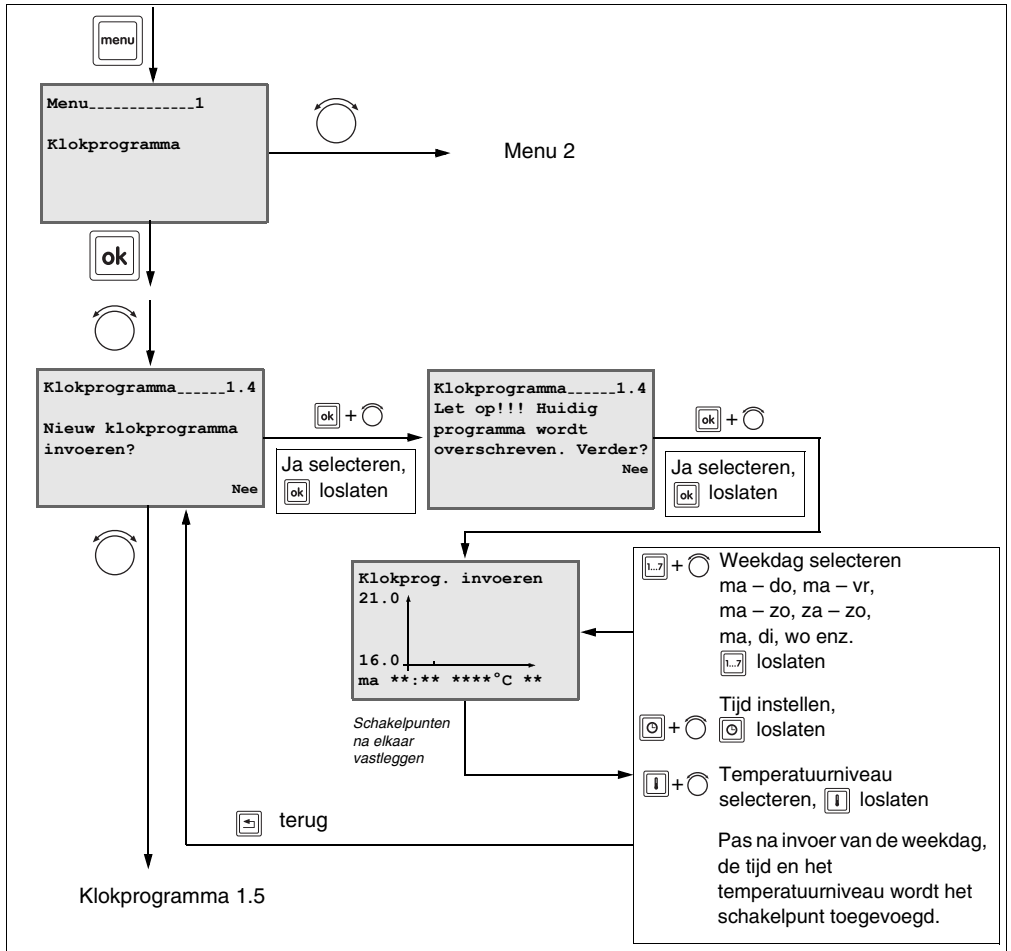 menu
Menu_____________1
Klokprogramma
Menu 2
ok
Klokprogramma______1.4
Nieuw klokprogramma
invoeren?
Nee
ok +
Ja selecteren,
ok loslaten
Klokprogramma______1.4
Let op!!! Huidig
programma wordt
overschreven. Verder?
Nee
ok +
Ja selecteren,
ok loslaten
Klokprog. invoeren
21.0
16.0
ma **:** ****°C **
Schakelpunten
na elkaar
vastleggen
1...7 + Weekdag selecteren
ma – do, ma – vr,
ma – zo, za – zo,
ma, di, wo enz.
1...7 loslaten
Tijd instellen,
+ loslaten
+ Temperatuurniveau
selecteren, loslaten
Pas na invoer van de weekdag,
de tijd en het
temperatuurniveau wordt het
schakelpunt toegevoegd.
terug
Klokprogramma 1.5